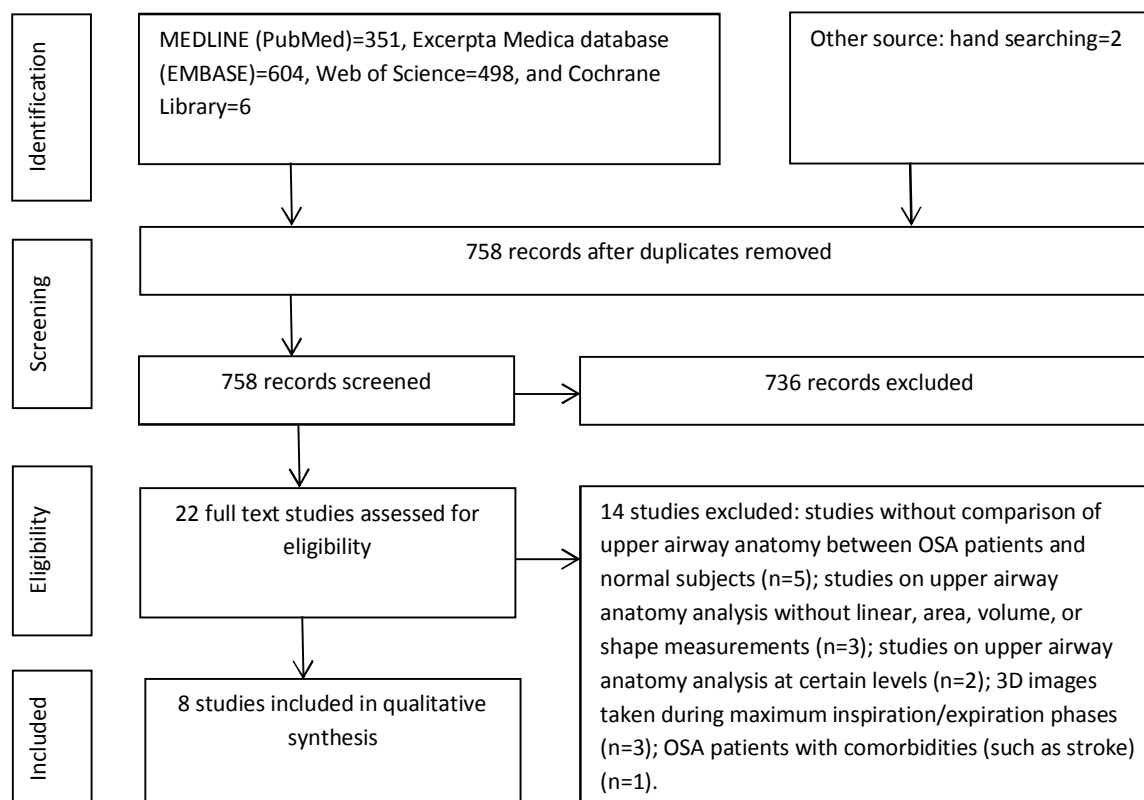 Identification
MEDLINE (PubMed)=351, Excerpta Medica database
(EMBASE)=604, Web of Science=498, and Cochrane
Library=6
Other source: hand searching=2
758 records after duplicates removed
Screening
758 records screened
736 records excluded
Eligibility
22 full text studies assessed for
eligibility
14 studies excluded: studies without comparison of
upper airway anatomy between OSA patients and
normal subjects (n=5); studies on upper airway
anatomy analysis without linear, area, volume, or
shape measurements (n=3); studies on upper airway
anatomy analysis at certain levels (n=2); 3D images
taken during maximum inspiration/expiration phases
(n=3); OSA patients with comorbidities (such as stroke)
(n=1).
Included
8 studies included in qualitative
synthesis